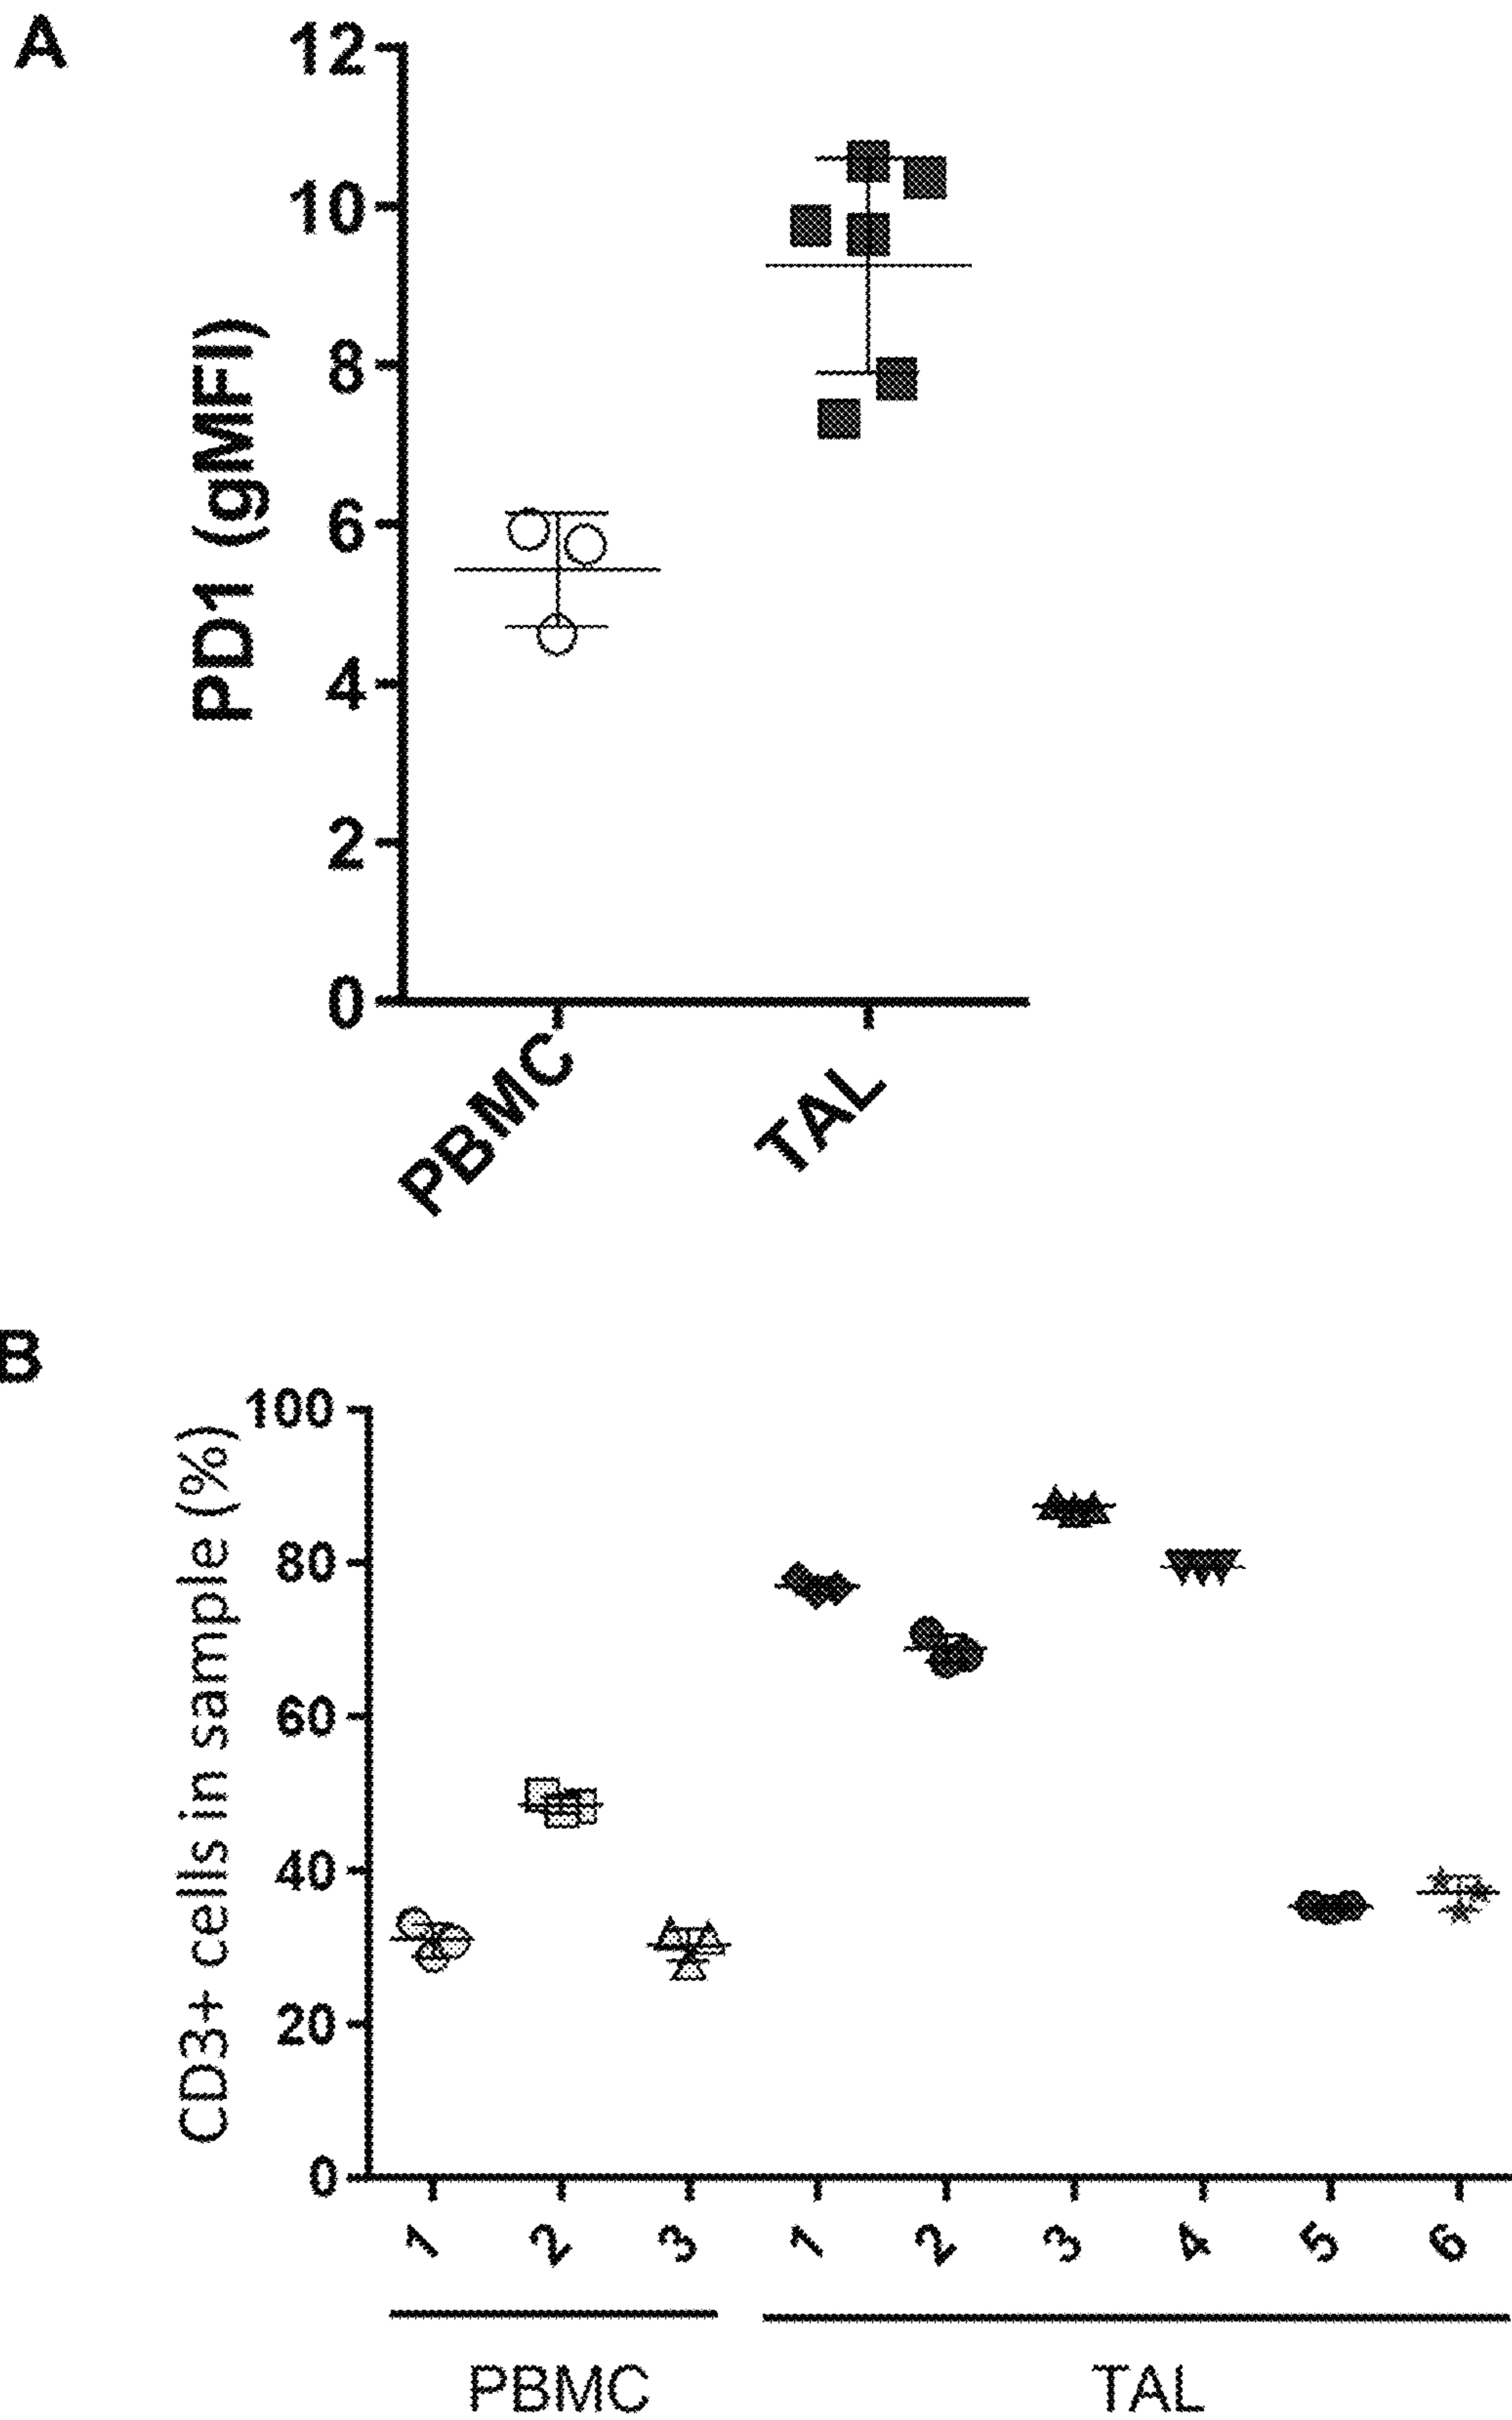 A
PD1 (gMFI)
12
10
8
6
4
2
0
PBMC
TAL
B
CD3+ cells in sample (%)
100
80
60
40
20
0
1 2 3 1 2 3 4 5 6
PBMC TAL